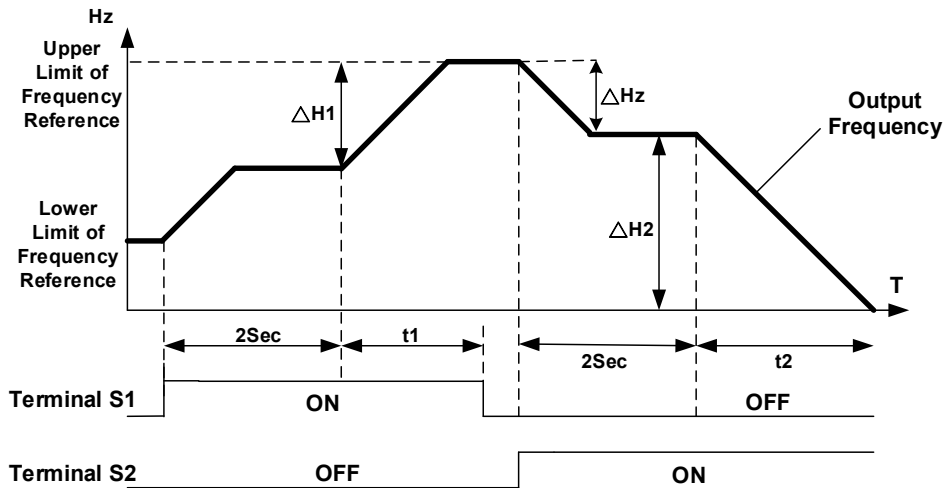 Hz
Upper
Limit of
Frequency
Reference
△H1
△Hz
Output
Frequency
Lower
Limit of
Frequency
Reference
△H2
T
2Sec
t1
2Sec
t2
Terminal S1
ON
OFF
Terminal S2
OFF
ON